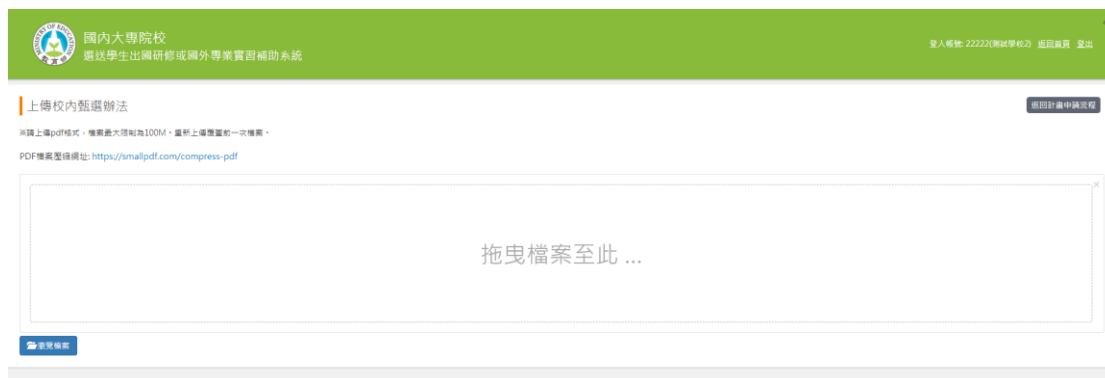 國內大專院校
選送學生出國研修或國外專業實習補助系統
登入帳號: 22222(測試學校2) 返回首頁 登出
上傳校內甄選辦法
返回計畫申請流程
※請上傳pdf格式，檔案最大限制為100M，重新上傳覆蓋前一次檔案。
PDF檔案壓縮網址: https://smallpdf.com/compress-pdf
拖曳檔案至此 ...
瀏覽檔案